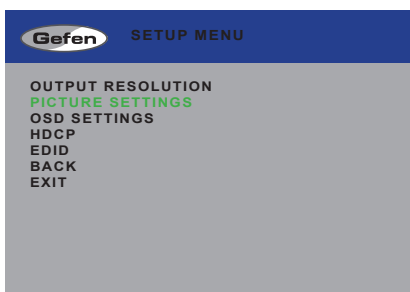 Gefen SETUP MENU
OUTPUT RESOLUTION
PICTURE SETTINGS
OSD SETTINGS
HDCP
EDID
BACK
EXIT